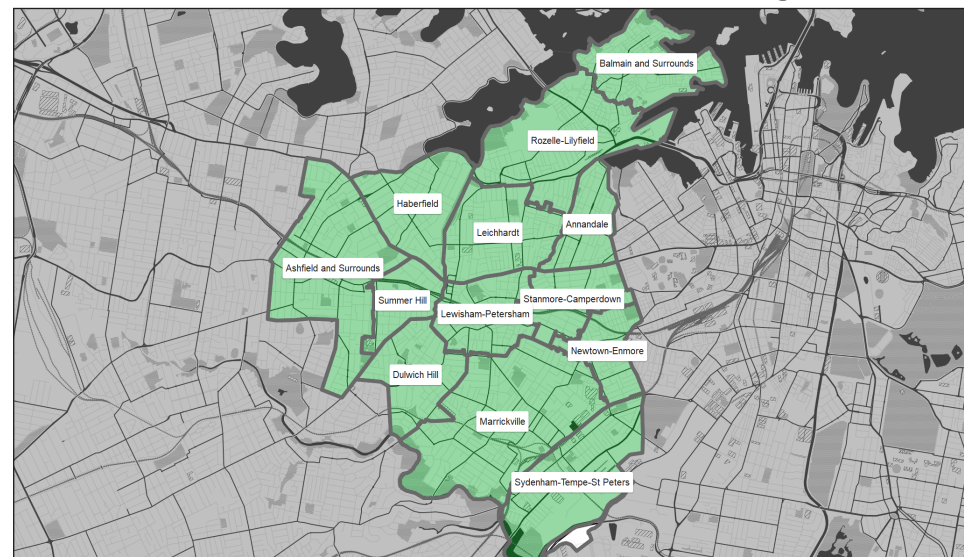 Balmain and Surrounds
Rozelle-Lilyfield
Haberfield
Annandale
Leichhardt
Ashfield and Surrounds
Summer Hill
Stanmore-Camperdown
Lewisham-Petersham
Newtown-Enmore
Dulwich Hill
Marrickville
Sydenham-Tempe-St Peters